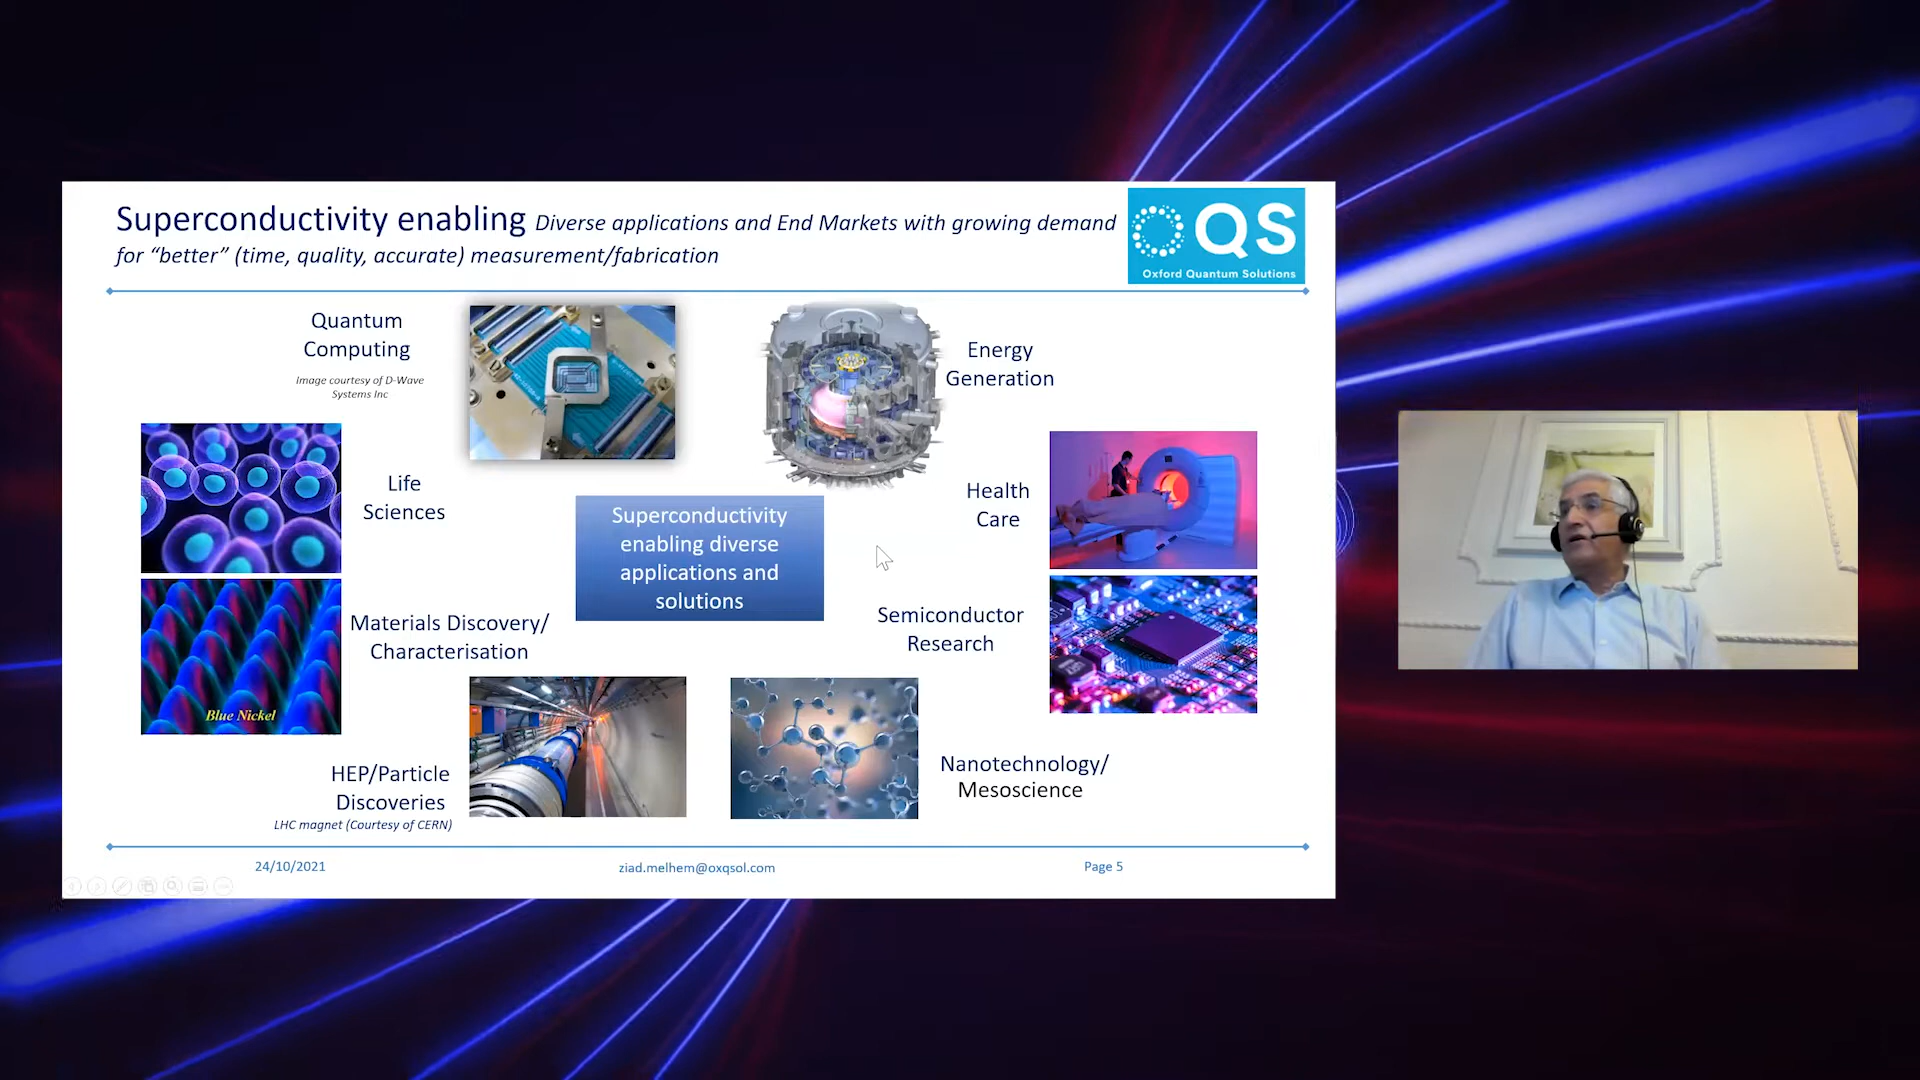 Superconductivity enabling Diverse applications and End Markets with growing demand
for “better” (time, quality, accurate) measurement/fabrication
QS
Oxford Quantum Solutions
Quantum
Computing
Image courtesy of D-Wave
Systems Inc
Energy
Generation
Life
Sciences
Health
Care
Superconductivity
enabling diverse
applications and
solutions
Materials Discovery/
Characterisation
Semiconductor
Research
Blue Nickel
HEP/Particle
Discoveries
LHC magnet (Courtesy of CERN)
Nanotechnology/
Mesoscience
24/10/2021
ziad.melhem@oxqsol.com
Page 5